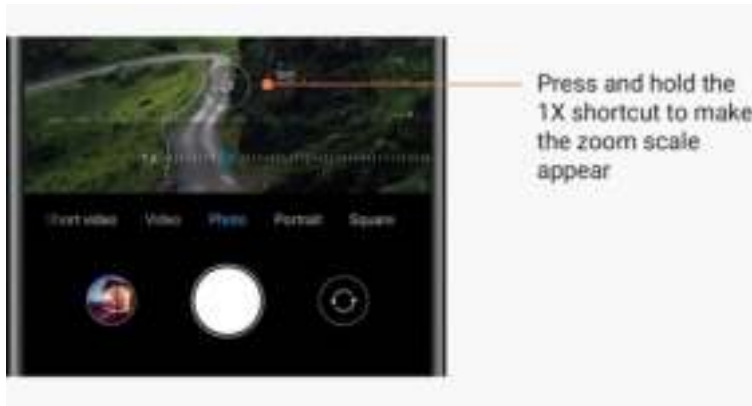 Press and hold the
1X shortcut to make
the zoom scale
appear
Short video Video Photo Portrait Square